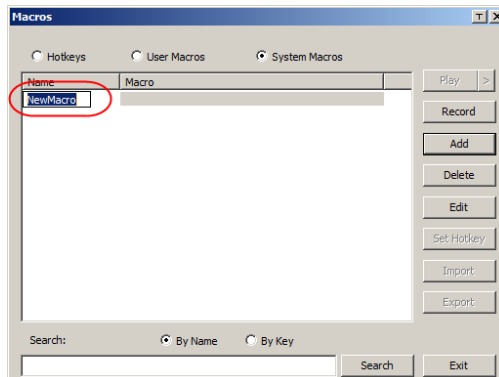 Macros
Hotkeys User Macros System Macros
Name Macro
NewMacro
Play >
Record
Add
Delete
Edit
Set Hotkey
Import
Export
Search: By Name By Key
Search Exit